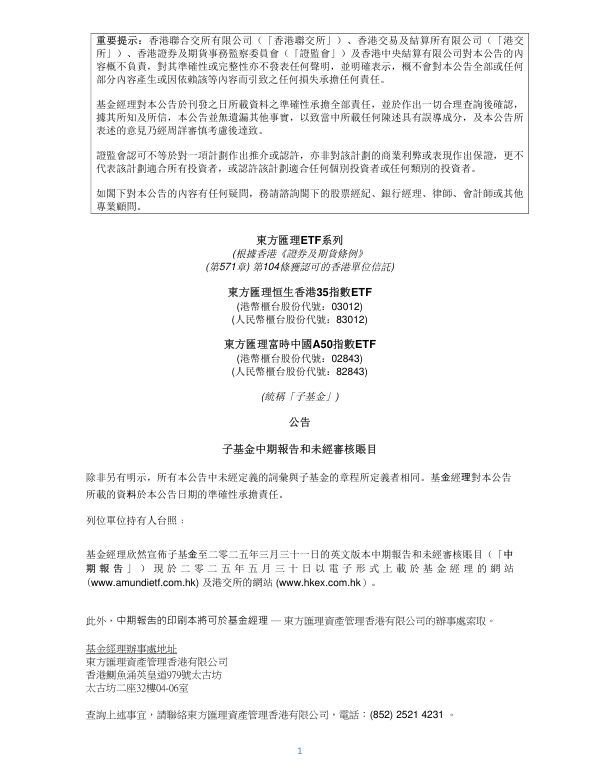 重要提示：香港聯合交所有限公司（「香港聯交所」）、香港交易及結算所有限公司（「港交
所」）、香港證券及期貨事務監察委員會（「證監會」）及香港中央結算有限公司對本公告的內
容概不負責，對其準確性或完整性亦不發表任何聲明，並明確表示，概不會對本公告全部或任何
部分內容產生或因依賴該等內容而引致之任何損失承擔任何責任。
基金經理對本公告於刊發之日所載資料之準確性承擔全部責任，並於作出一切合理查詢後確認，
據其所知及所信，本公告並無遺漏其他事實，以致當中所載任何陳述具有誤導成分，及本公告所
表述的意見乃經周詳審慎考慮後達致。
證監會認可不等於對一項計劃作出推介或認許，亦非對該計劃的商業利弊或表現作出保證，更不
代表該計劃適合所有投資者，或認許該計劃適合任何個別投資者或任何類別的投資者。
如閣下對本公告的內容有任何疑問，務請諮詢閣下的股票經紀、銀行經理、律師、會計師或其他
專業顧問。
東方匯理ETF系列
(根據香港《證券及期貨條例》
(第571章) 第104條獲認可的香港單位信託)
東方匯理恒生香港35指數ETF
(港幣櫃台股份代號：03012)
(人民幣櫃台股份代號：83012)
東方匯理富時中國A50指數ETF
(港幣櫃台股份代號：02843)
(人民幣櫃台股份代號：82843)
(統稱「子基金」)
公告
子基金中期報告和未經審核賬目
除非另有明示，所有本公告中未經定義的詞彙與子基金的章程所定義者相同。基金經理對本公告
所載的資料於本公告日期的準確性承擔責任。
列位單位持有人台照：
基金經理欣然宣佈子基金至二零二五年三月三十一日的英文版本中期報告和未經審核賬目（「中
期報告」）現於二零二五年五月三十日以電子形式上載於基金經理的網站
（www.amundietf.com.hk) 及港交所的網站 (www.hkex.com.hk）。
此外，中期報告的印刷本將可於基金經理 — 東方匯理資產管理香港有限公司的辦事處索取。
基金經理辦事處地址
東方匯理資產管理香港有限公司
香港鰂魚涌英皇道979號太古坊
太古坊二座32樓04-06室
查詢上述事宜，請聯絡東方匯理資產管理香港有限公司，電話：(852) 2521 4231 。
1